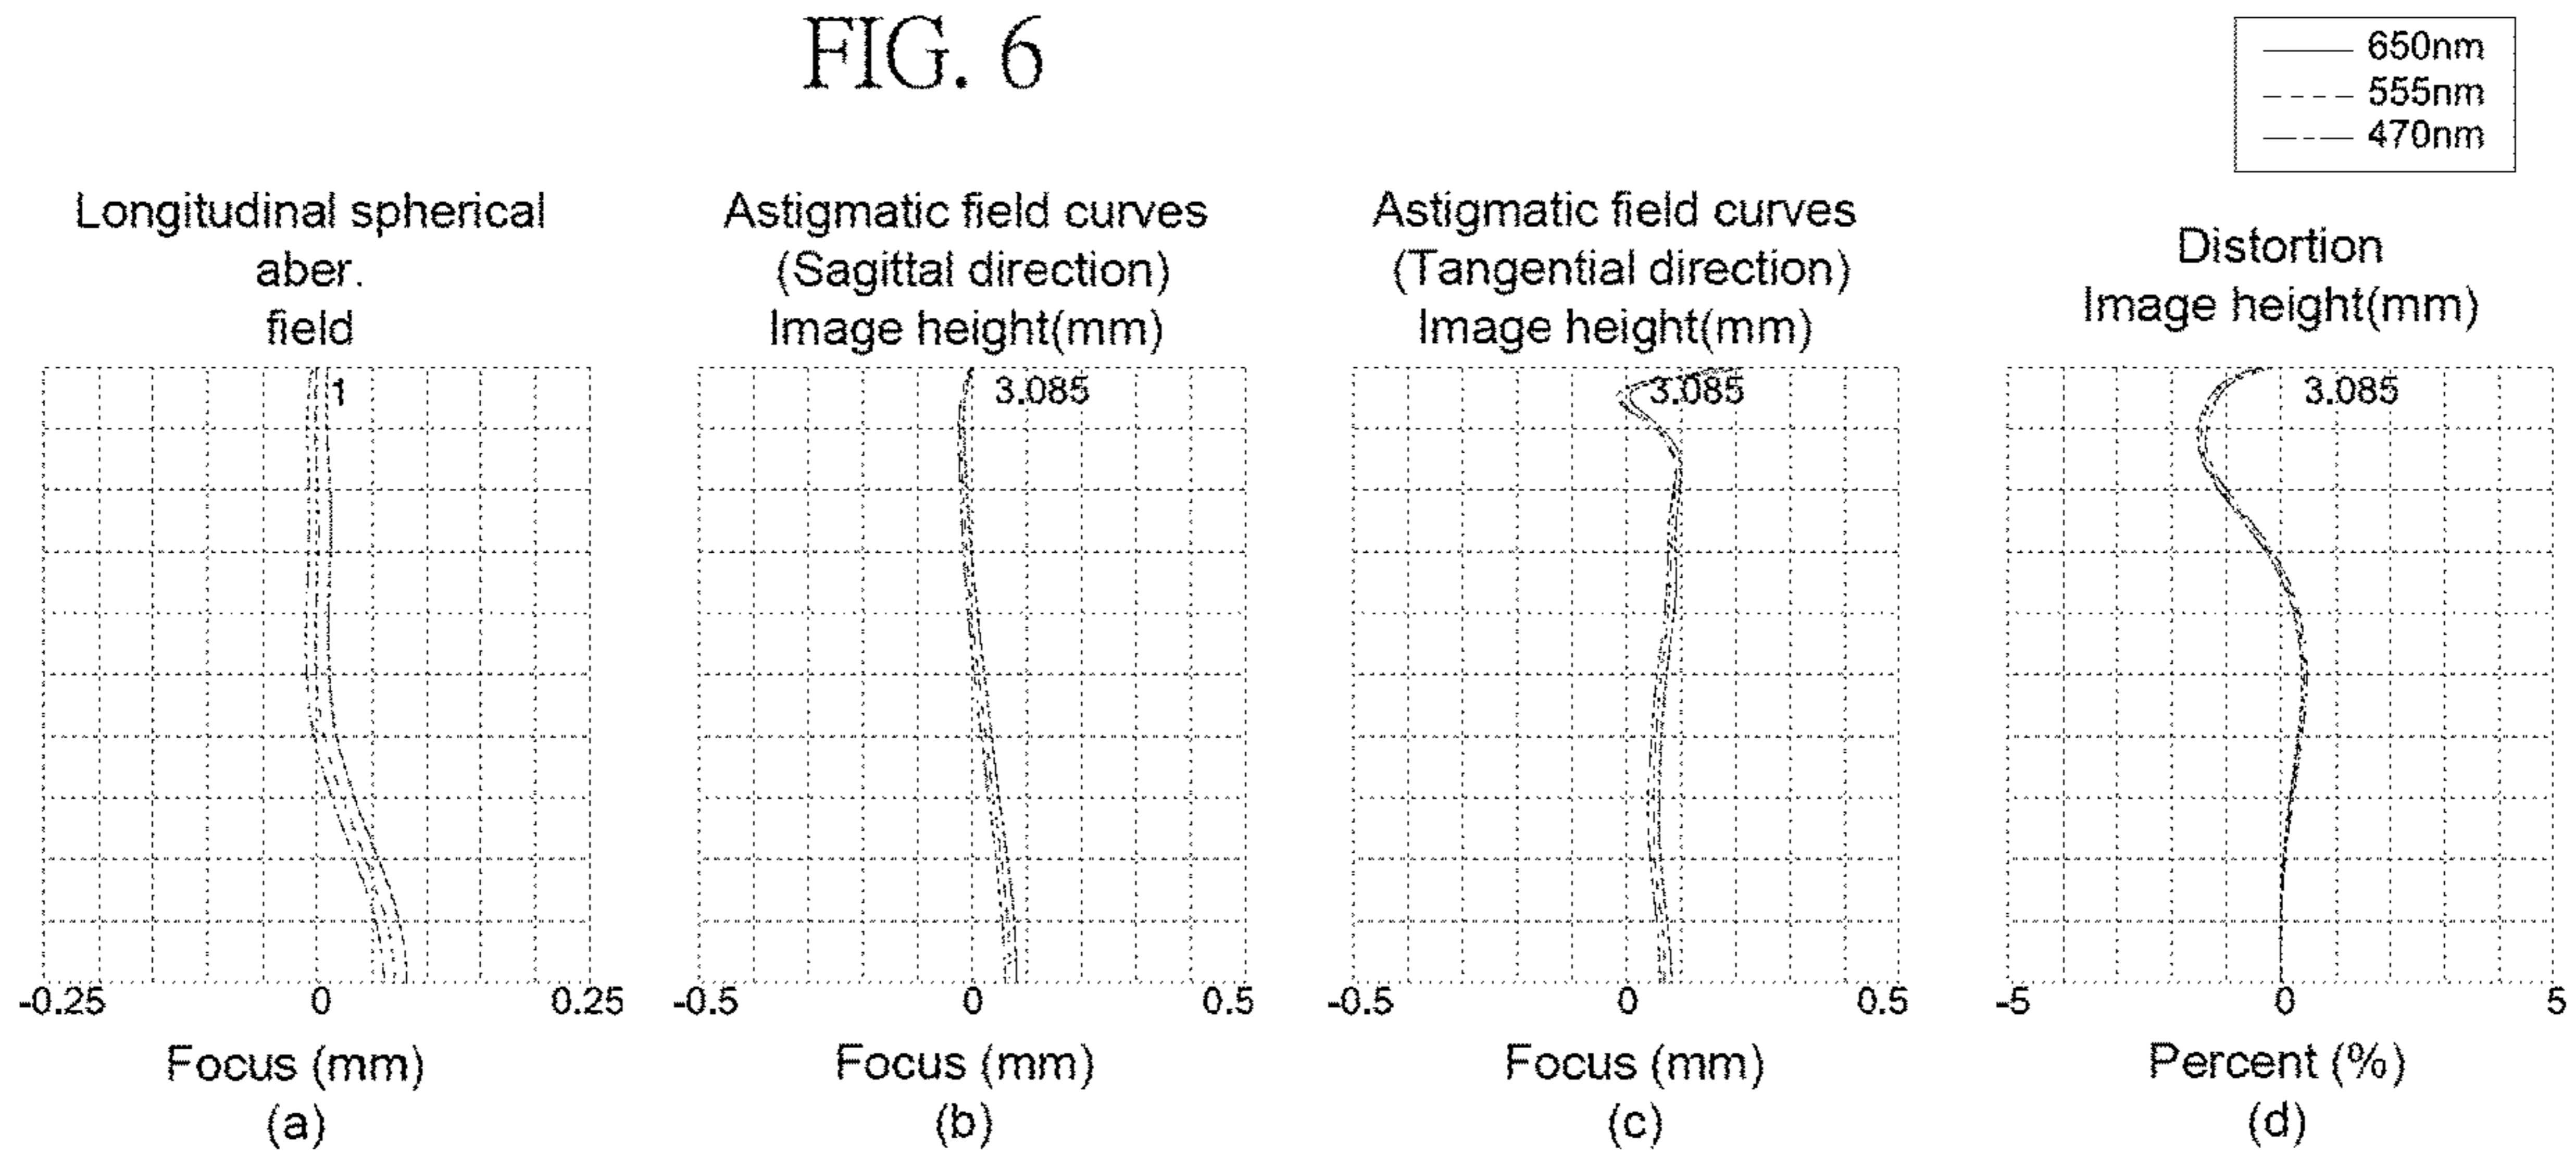 FIG. 6
650nm
555nm
470nm
Longitudinal spherical
aber.
field
1
-0.25 0 0.25
Focus (mm)
(a)
Astigmatic field curves
(Sagittal direction)
Image height(mm)
3.085
-0.5 0 0.5
Focus (mm)
(b)
Astigmatic field curves
(Tangential direction)
Image height(mm)
3.085
-0.5 0 0.5
Focus (mm)
(c)
Distortion
Image height(mm)
3.085
-5 0 5
Percent (%)
(d)